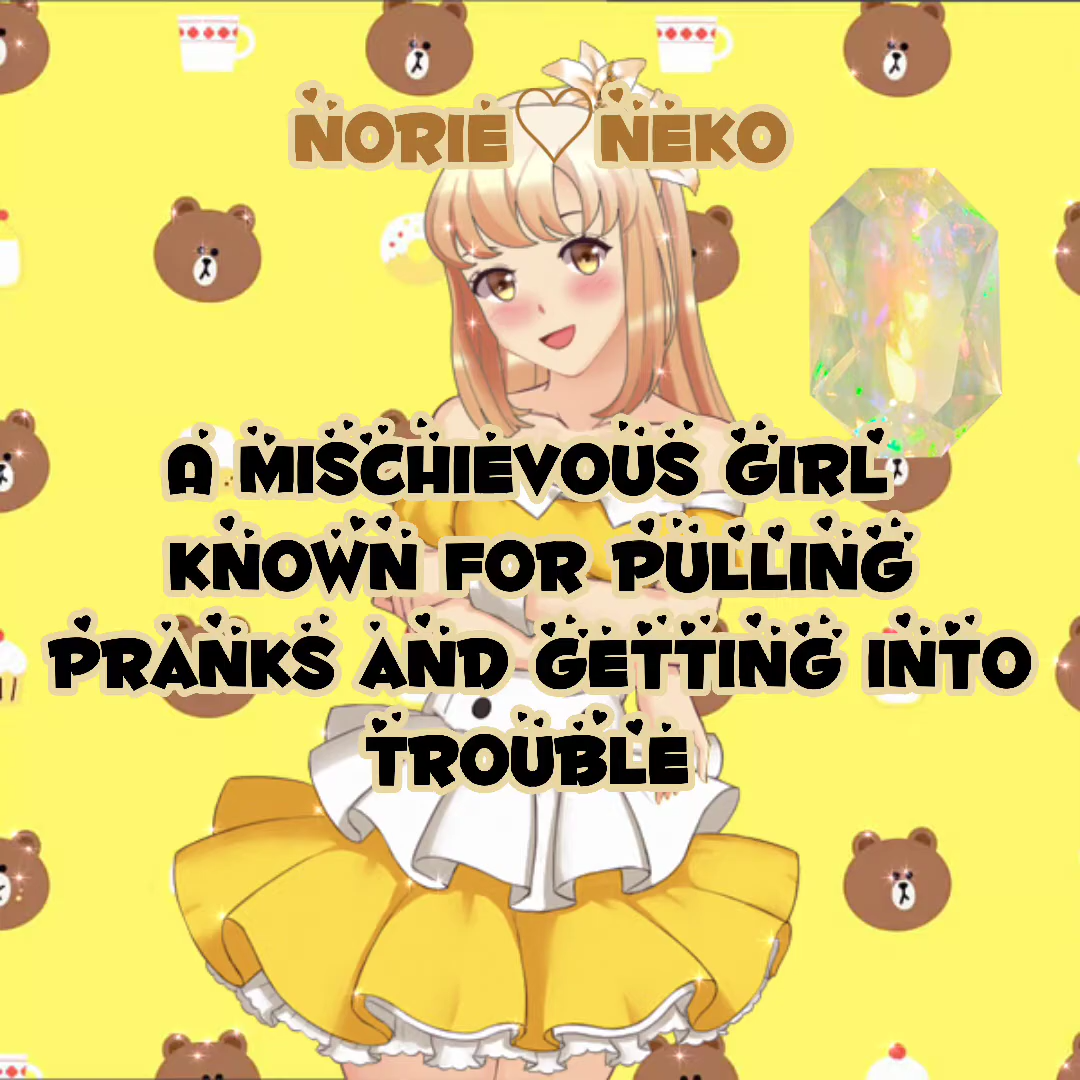 NORIE♡NEKO
A MISCHIEVOUS GIRL
KNOWN FOR PULLING
PRANKS AND GETTING INTO
TROUBLE